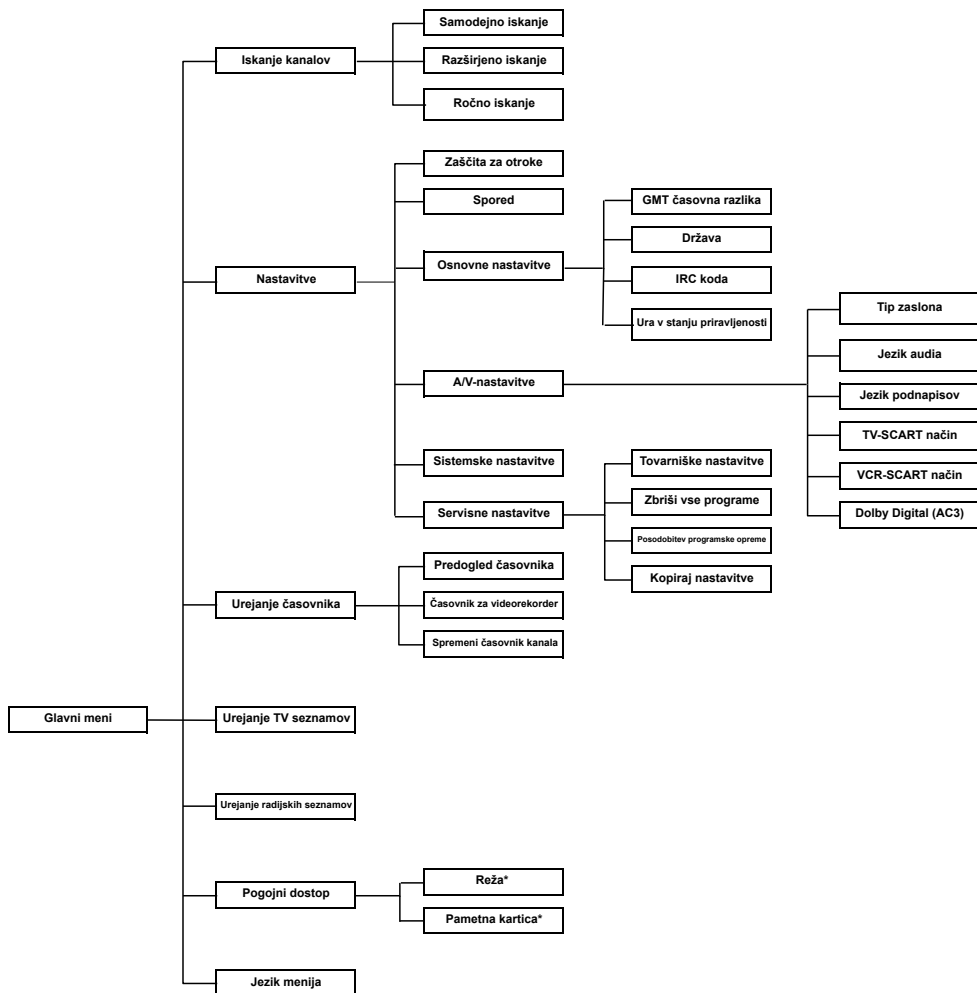 Samodejno iskanje
Iskanje kanalov
Razširjeno iskanje
Ročno iskanje
Zaščita za otroke
Spored
GMT časovna razlika
Država
Osnovne nastavitve
Nastavitve
IRC koda
Ura v stanju priravljenosti
Tip zaslona
Jezik audia
A/V-nastavitve
Jezik podnapisov
TV-SCART način
Sistemske nastavitve
Tovarniške nastavitve
VCR-SCART način
Zbriši vse programe
Servisne nastavitve
Dolby Digital (AC3)
Posodobitev programske opreme
Predogled časovnika
Kopiraj nastavitve
Urejanje časovnika
Časovnik za videorekorder
Spremeni časovnik kanala
Glavni meni
Urejanje TV seznamov
Urejanje radijskih seznamov
Reža*
Pogojni dostop
Pametna kartica*
Jezik menija